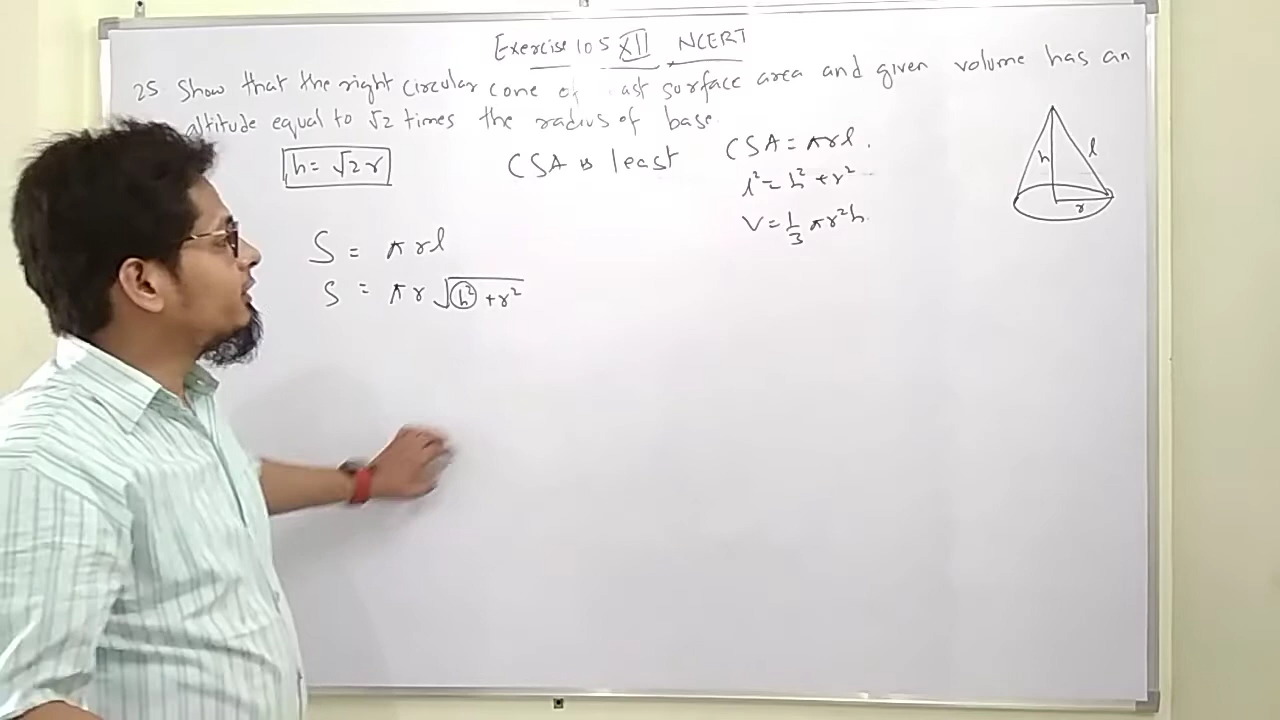 Exercise 10 5 XII NCERT
25 Show that the right circular cone of ast surface area and given volume has an
altitude equal to √2 times the radius of base.
h = √2 r
CSA is least
CSA = πrl.
l² = h² + r²
V = 1/3 πr²h.
h
l
r
S = πrl
S = πr√(h² + r²)